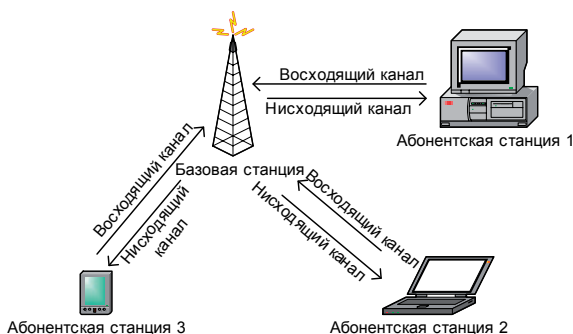 Восходящий канал
Нисходящий канал
Абонентская станция 1
Базовая станция
Восходящий канал
Нисходящий
канал
Восходящий канал
Нисходящий канал
Абонентская станция 3
Абонентская станция 2